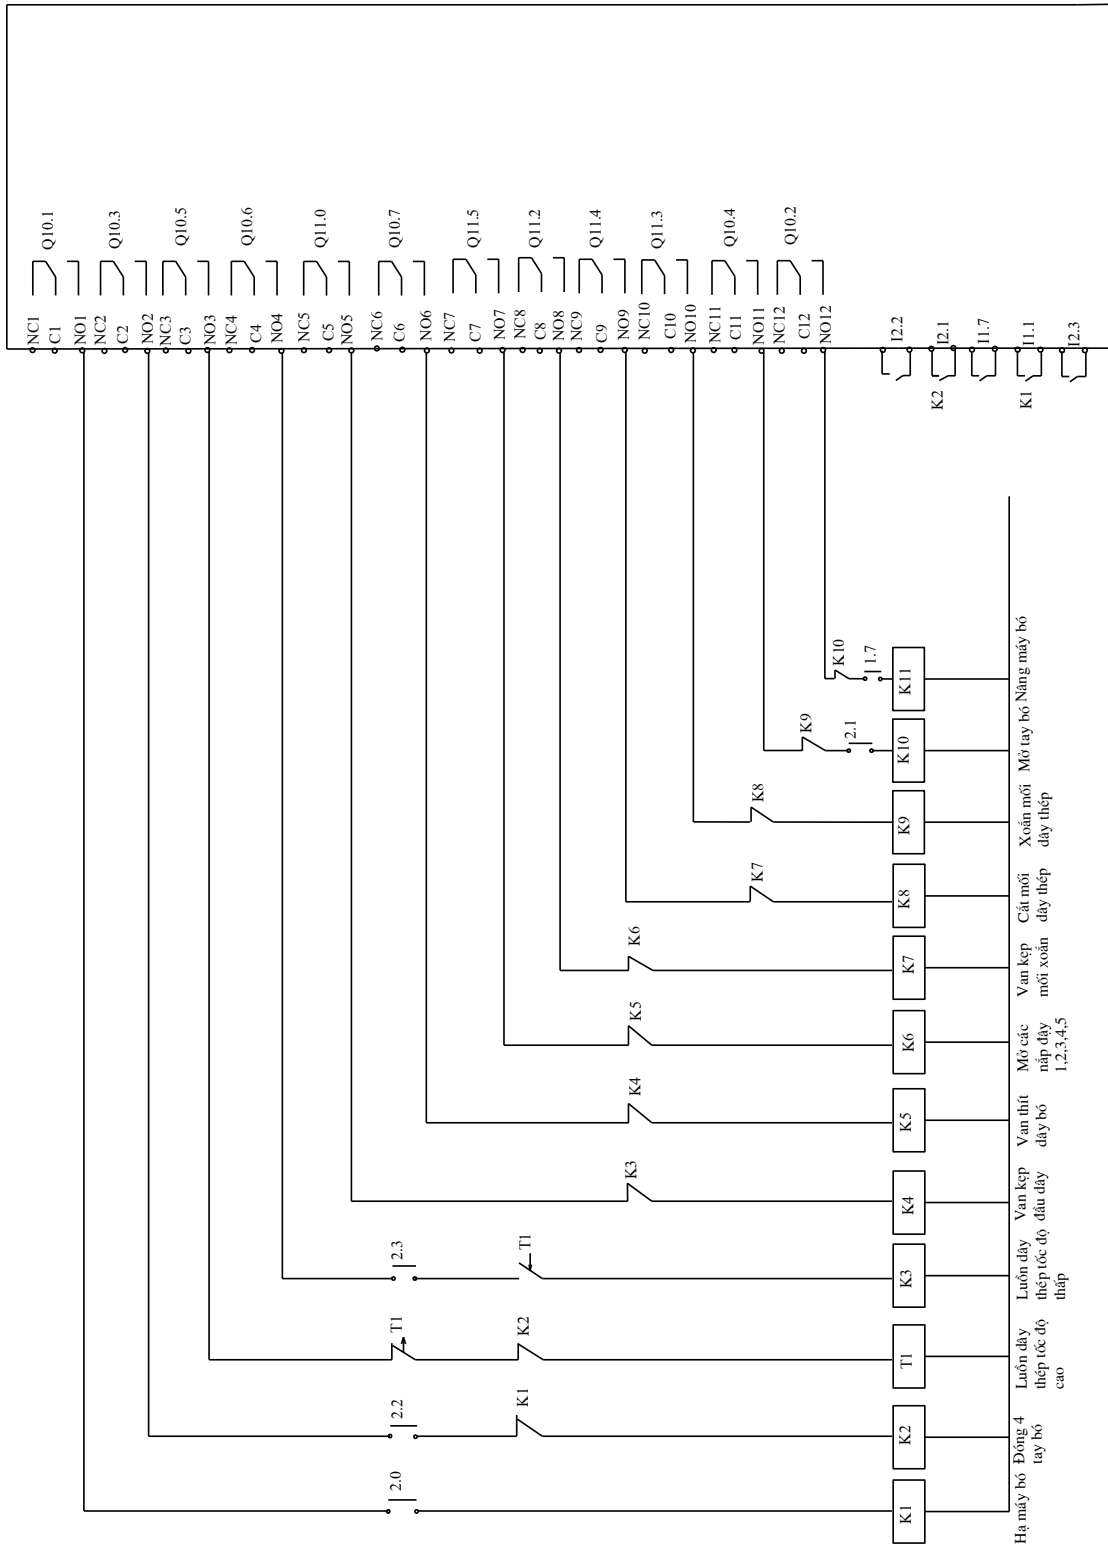 Q10.1
Q10.3
Q10.5
Q10.6
Q11.0
Q10.7
Q11.5
Q11.2
Q11.4
Q11.3
Q10.4
Q10.2
NC1
C1
NO1
NC2
C2
NO2
NC3
C3
NO3
NC4
C4
NO4
NC5
C5
NO5
NC6
C6
NO6
NC7
C7
NO7
NC8
C8
NO8
NC9
C9
NO9
NC10
C10
NO10
NC11
C11
NO11
NC12
C12
NO12
I2.2
I2.1
I1.7
I1.1
I2.3
K2
K1
2.0
2.2
T1
2.3
K1
K2
T1
K3
K4
K5
K6
K7
K8
K9
2.1
K10
1.7
K1
K2
T1
K3
K4
K5
K6
K7
K8
K9
K10
K11
Hạ máy bó
Đóng 4
tay bó
Luồn dây
thép tốc độ
cao
Luồn dây
thép tốc độ
thấp
Van kẹp
đầu dây
Van thít
dây bó
Mở các
nắp đậy
1,2,3,4,5
Van kẹp
mối xoắn
Cắt mối
dây thép
Xoắn mối
dây thép
Mở tay bó
Nâng máy bó